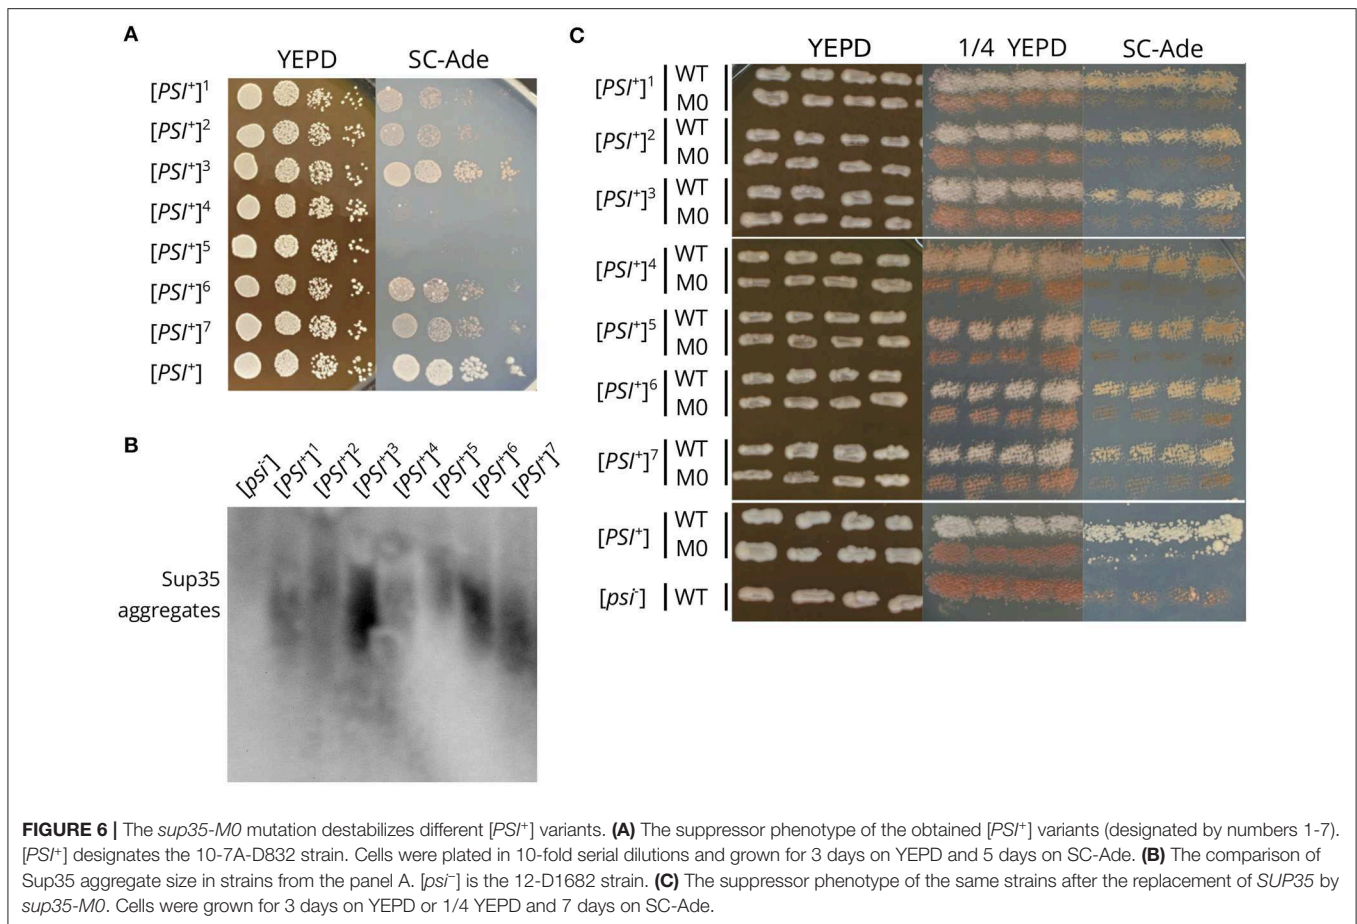 A
YEPD SC-Ade
[PSI⁺]¹
[PSI⁺]²
[PSI⁺]³
[PSI⁺]⁴
[PSI⁺]⁵
[PSI⁺]⁶
[PSI⁺]⁷
[PSI⁺]
B
[psi⁻] [PSI⁺]¹ [PSI⁺]² [PSI⁺]³ [PSI⁺]⁴ [PSI⁺]⁵ [PSI⁺]⁶ [PSI⁺]⁷
Sup35
aggregates
C
YEPD 1/4 YEPD SC-Ade
[PSI⁺]¹ WT
M0
[PSI⁺]² WT
M0
[PSI⁺]³ WT
M0
[PSI⁺]⁴ WT
M0
[PSI⁺]⁵ WT
M0
[PSI⁺]⁶ WT
M0
[PSI⁺]⁷ WT
M0
[PSI⁺] WT
M0
[psi⁻] WT
FIGURE 6 | The sup35-M0 mutation destabilizes different [PSI⁺] variants. (A) The suppressor phenotype of the obtained [PSI⁺] variants (designated by numbers 1-7).
[PSI⁺] designates the 10-7A-D832 strain. Cells were plated in 10-fold serial dilutions and grown for 3 days on YEPD and 5 days on SC-Ade. (B) The comparison of
Sup35 aggregate size in strains from the panel A. [psi⁻] is the 12-D1682 strain. (C) The suppressor phenotype of the same strains after the replacement of SUP35 by
sup35-M0. Cells were grown for 3 days on YEPD or 1/4 YEPD and 7 days on SC-Ade.